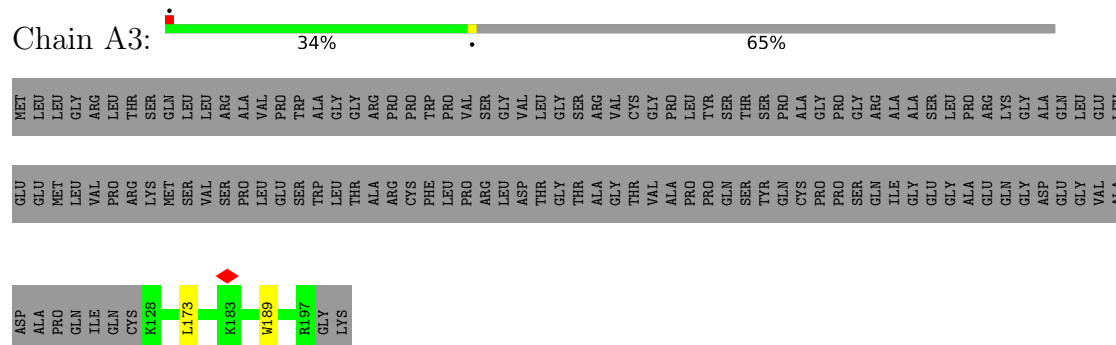 Chain A3:
34%
65%
MET LEU LEU GLY ARG LEU THR SER GLN LEU LEU ARG ALA VAL PRO TRP ALA GLY GLY ARG PRO PRO TRP PRO VAL SER GLY VAL LEU GLY SER ARG VAL CYS GLY PRO LEU TYR SER THR SER PRO ALA GLY PRO GLY ARG ALA ALA SER LEU PRO ARG LYS GLY ALA GLN LEU GLU LEU
GLU GLU MET LEU VAL PRO ARG LYS MET SER VAL SER PRO LEU GLU SER TRP LEU THR ALA ARG CYS PHE LEU PRO ARG LEU ASP THR GLY THR ALA GLY THR VAL ALA PRO PRO GLN SER TYR GLN CYS PRO PRO SER GLN ILE GLY GLU GLY ALA GLU GLN GLY ASP GLU GLY VAL ALA
ASP ALA PRO GLN ILE GLN CYS K128 L173 K183 W189 R197 GLY LYS